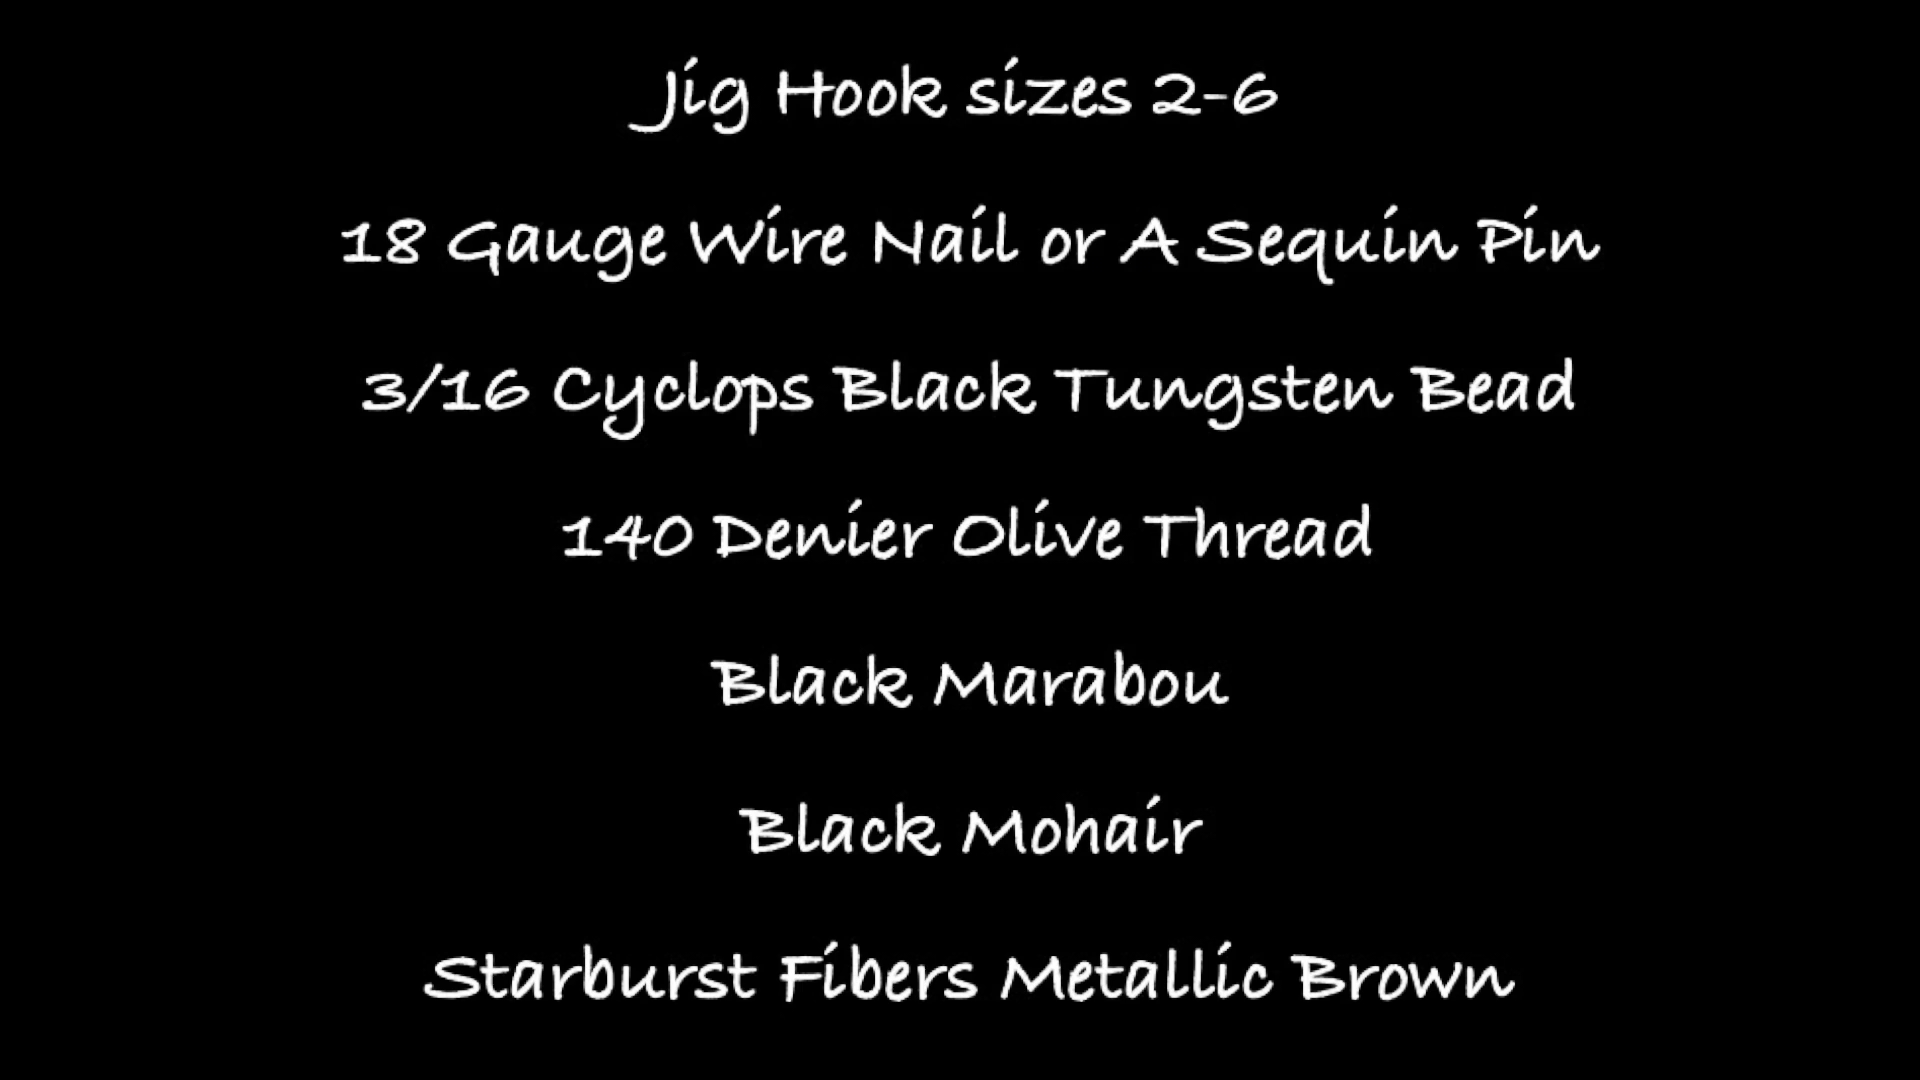 Jig Hook sizes 2-6
18 Gauge Wire Nail or A Sequin Pin
3/16 Cyclops Black Tungsten Bead
140 Denier Olive Thread
Black Marabou
Black Mohair
Starburst Fibers Metallic Brown